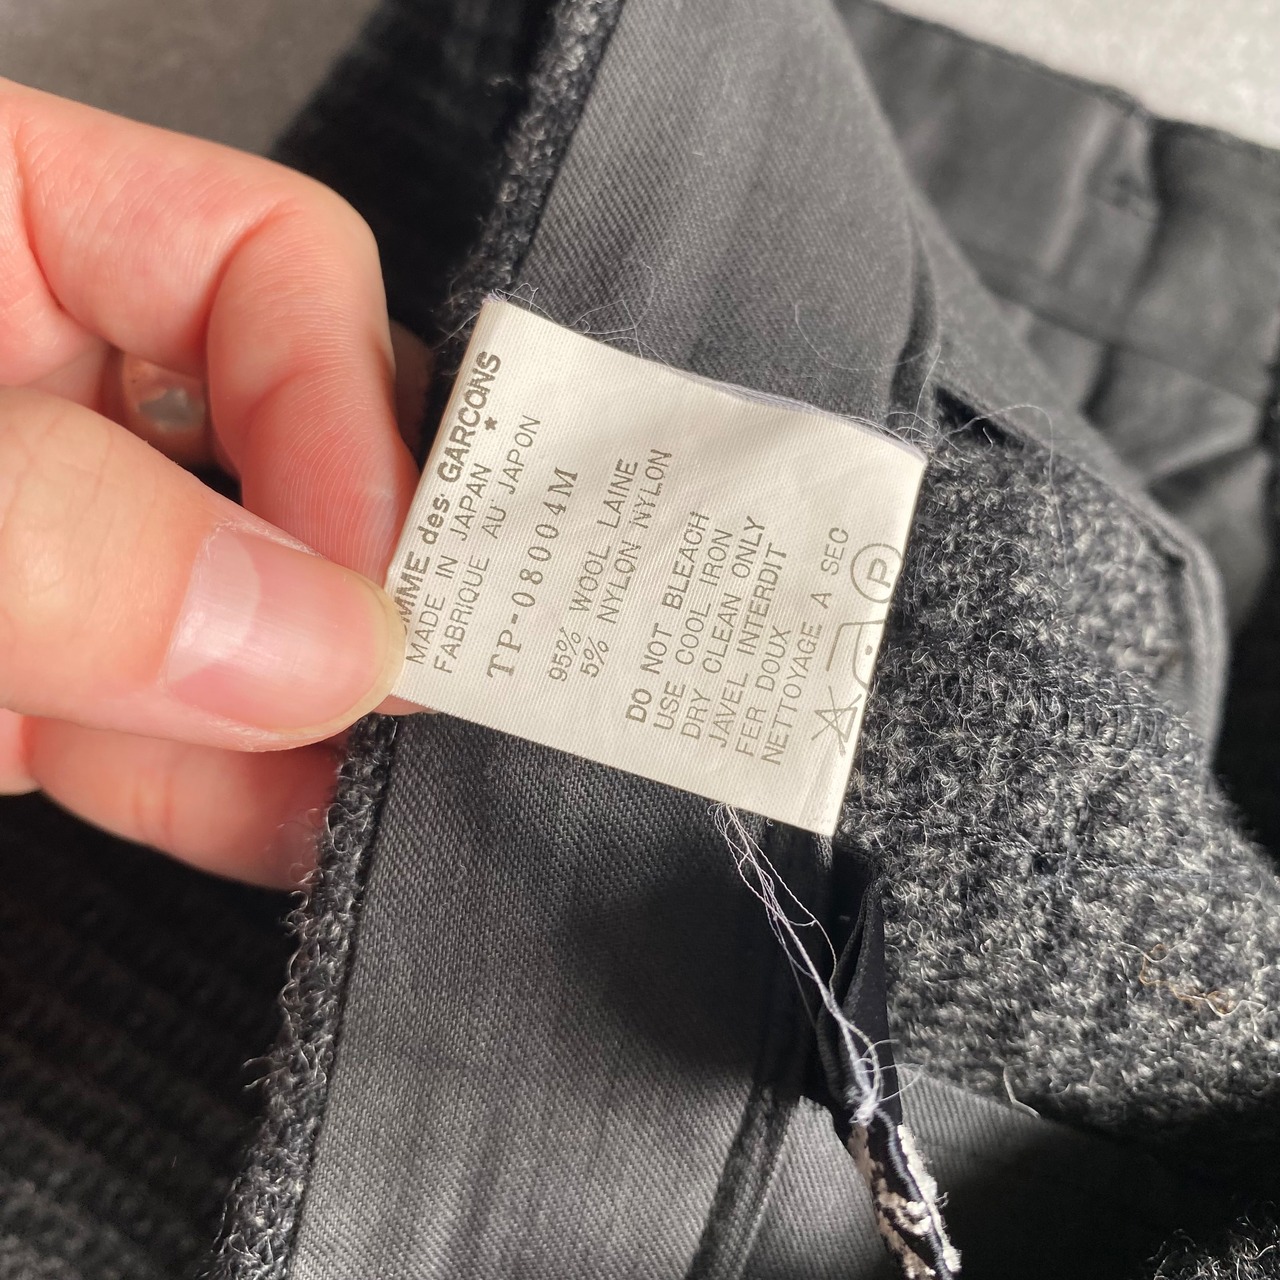 MME des GARÇONS
MADE IN JAPAN *
FABRIQUE AU JAPON
TP-08004M
95% WOOL LAINE
5% NYLON NYLON
DO NOT BLEACH
USE COOL IRON
DRY CLEAN ONLY
JAVEL INTERDIT
FER DOUX
NETTOYAGE A SEC
P